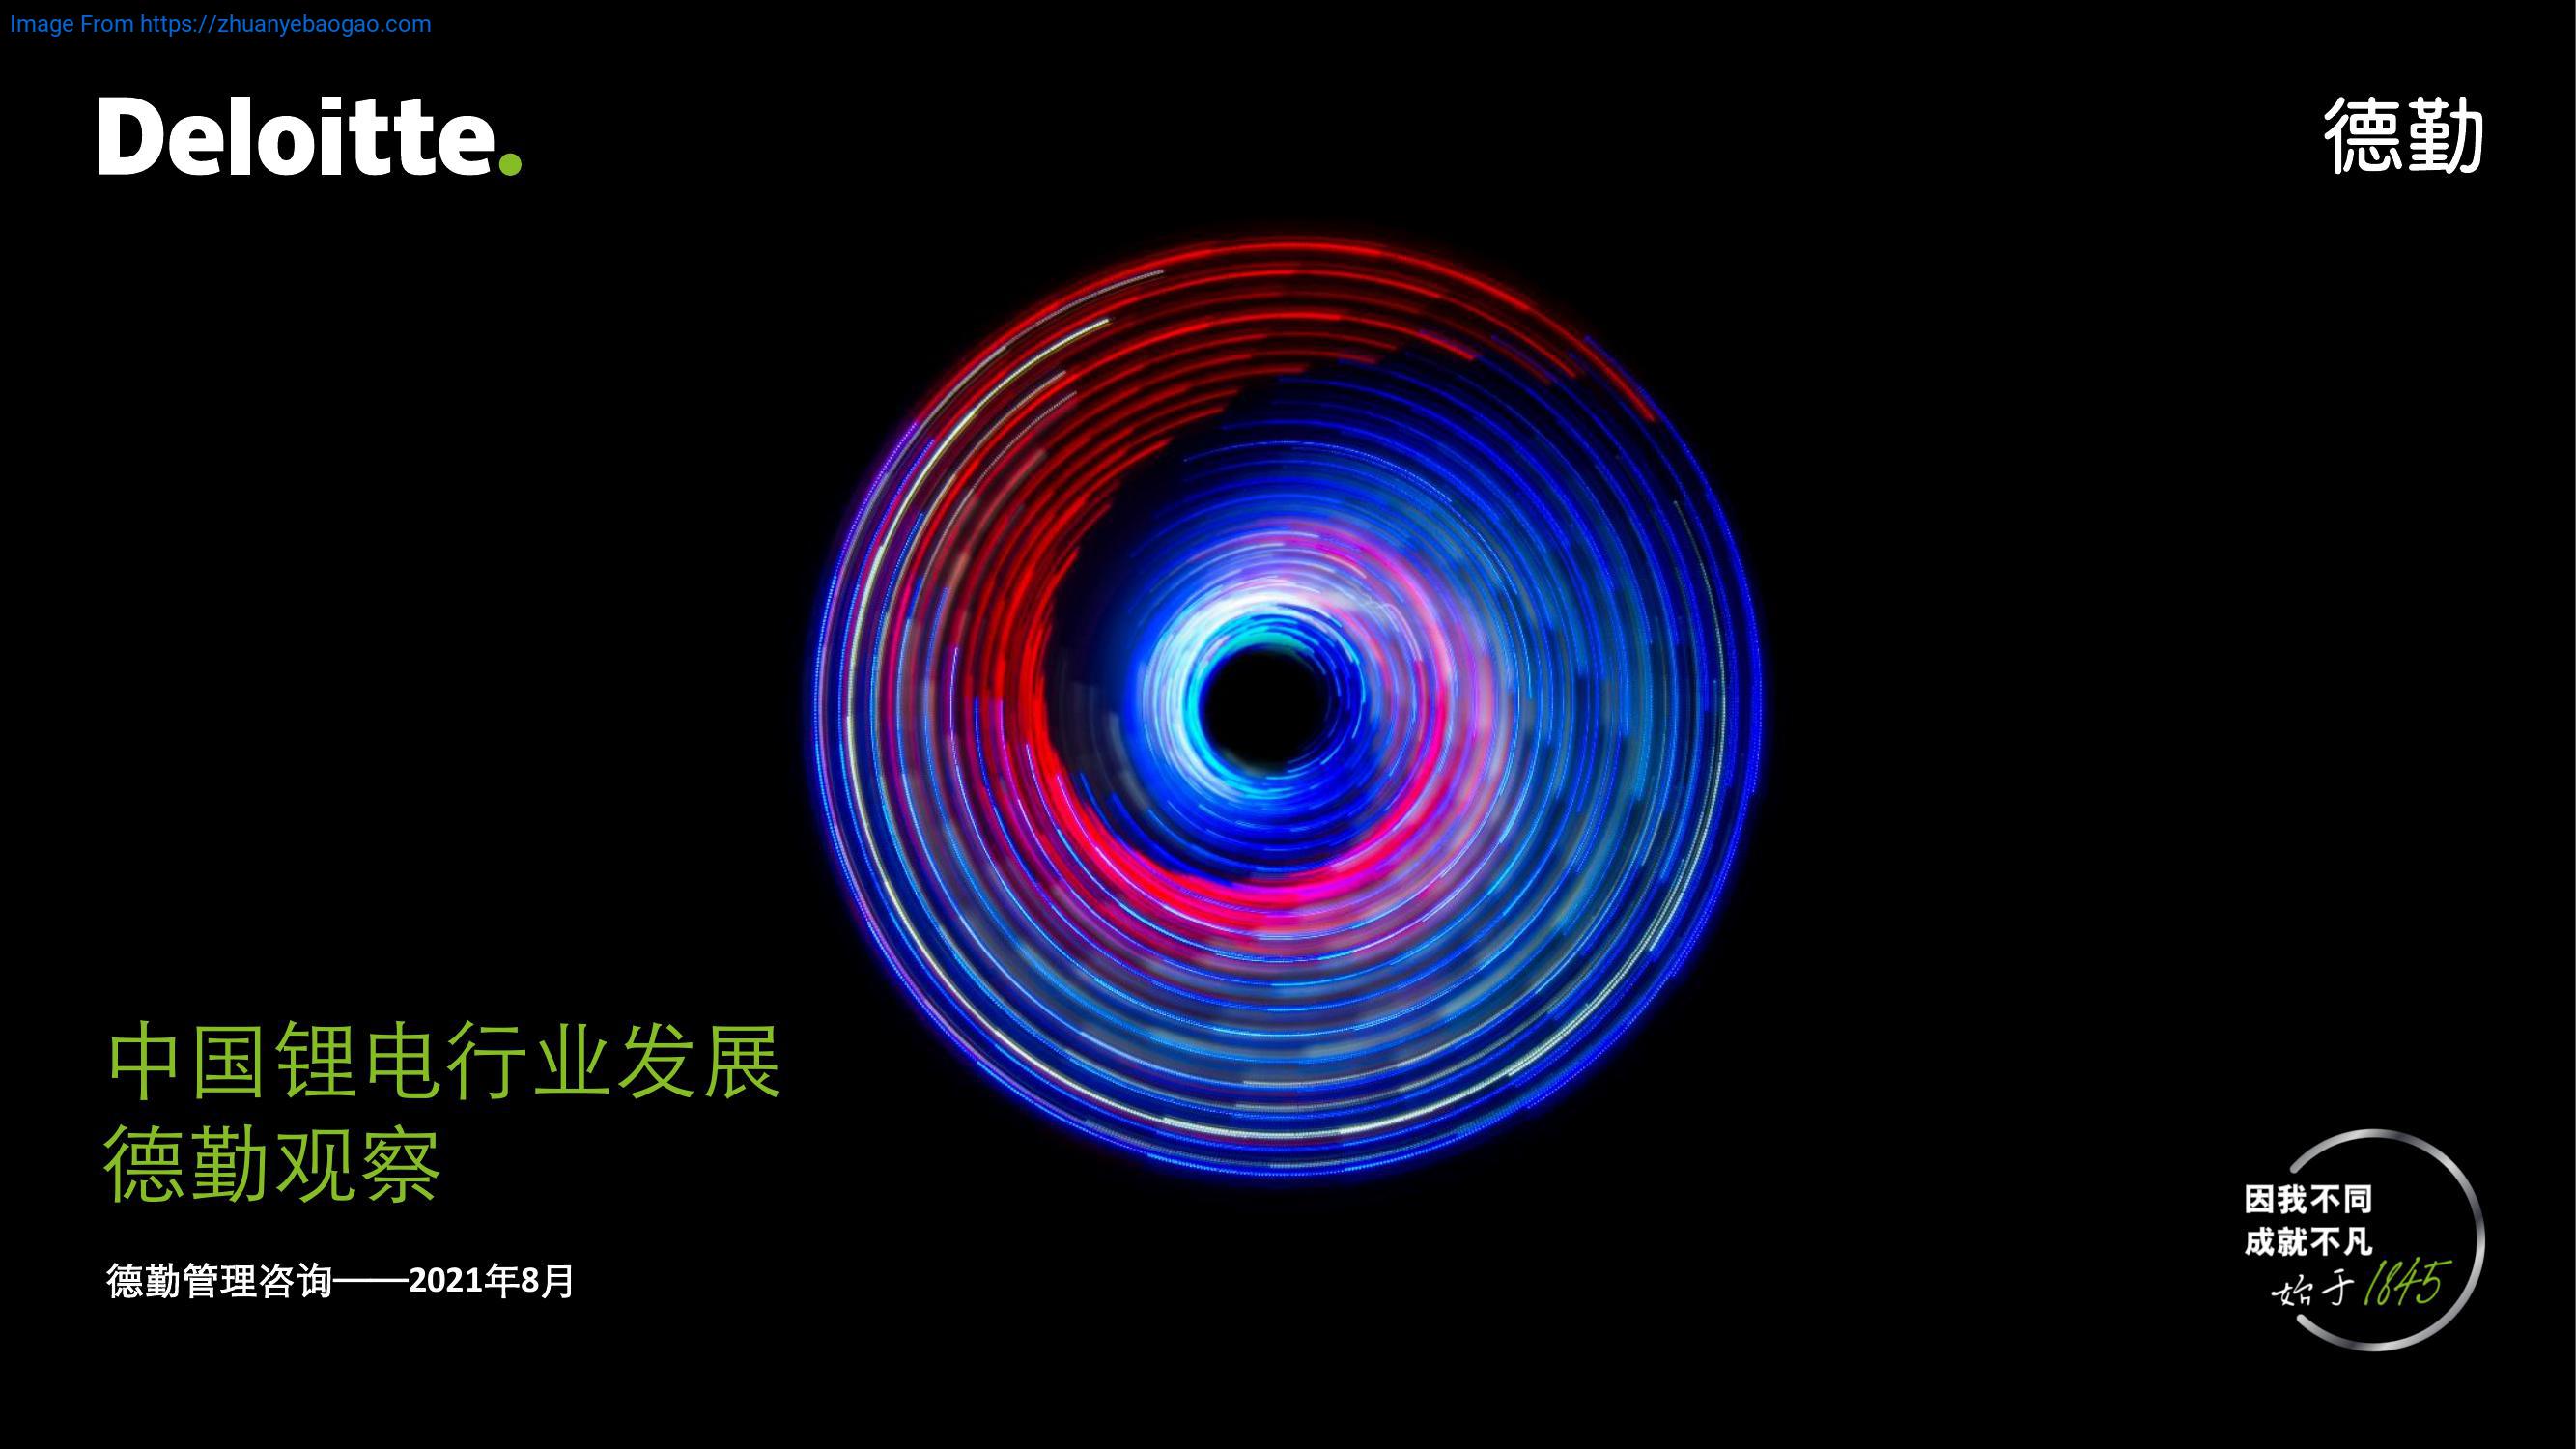 Image From https://zhuanyebaogao.com
Deloitte.
德勤
中国锂电行业发展
德勤观察
德勤管理咨询——2021年8月
因我不同
成就不凡
始于1845